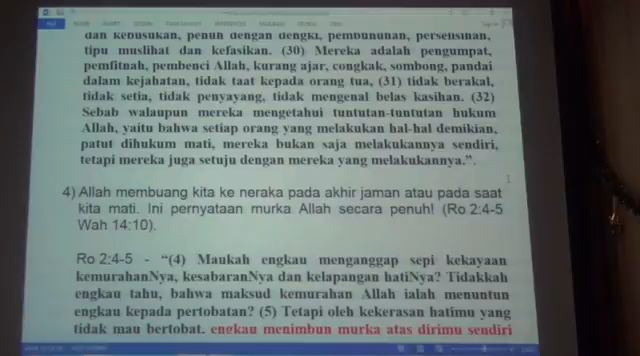 dan kebusukan, penuh dengan dengki, pembunuhan, perselisihan,
tipu muslihat dan kefasikan. (30) Mereka adalah pengumpat,
pemfitnah, pembenci Allah, kurang ajar, congkak, sombong, pandai
dalam kejahatan, tidak taat kepada orang tua, (31) tidak berakal,
tidak setia, tidak penyayang, tidak mengenal belas kasihan. (32)
Sebab walaupun mereka mengetahui tuntutan-tuntutan hukum
Allah, yaitu bahwa setiap orang yang melakukan hal-hal demikian,
patut dihukum mati, mereka bukan saja melakukannya sendiri,
tetapi mereka juga setuju dengan mereka yang melakukannya.”.
4) Allah membuang kita ke neraka pada akhir jaman atau pada saat
kita mati. Ini pernyataan murka Allah secara penuh! (Ro 2:4-5
Wah 14:10).
Ro 2:4-5 - “(4) Maukah engkau menganggap sepi kekayaan
kemurahanNya, kesabaranNya dan kelapangan hatiNya? Tidakkah
engkau tahu, bahwa maksud kemurahan Allah ialah menuntun
engkau kepada pertobatan? (5) Tetapi oleh kekerasan hatimu yang
tidak mau bertobat, engkau menimbun murka atas dirimu sendiri